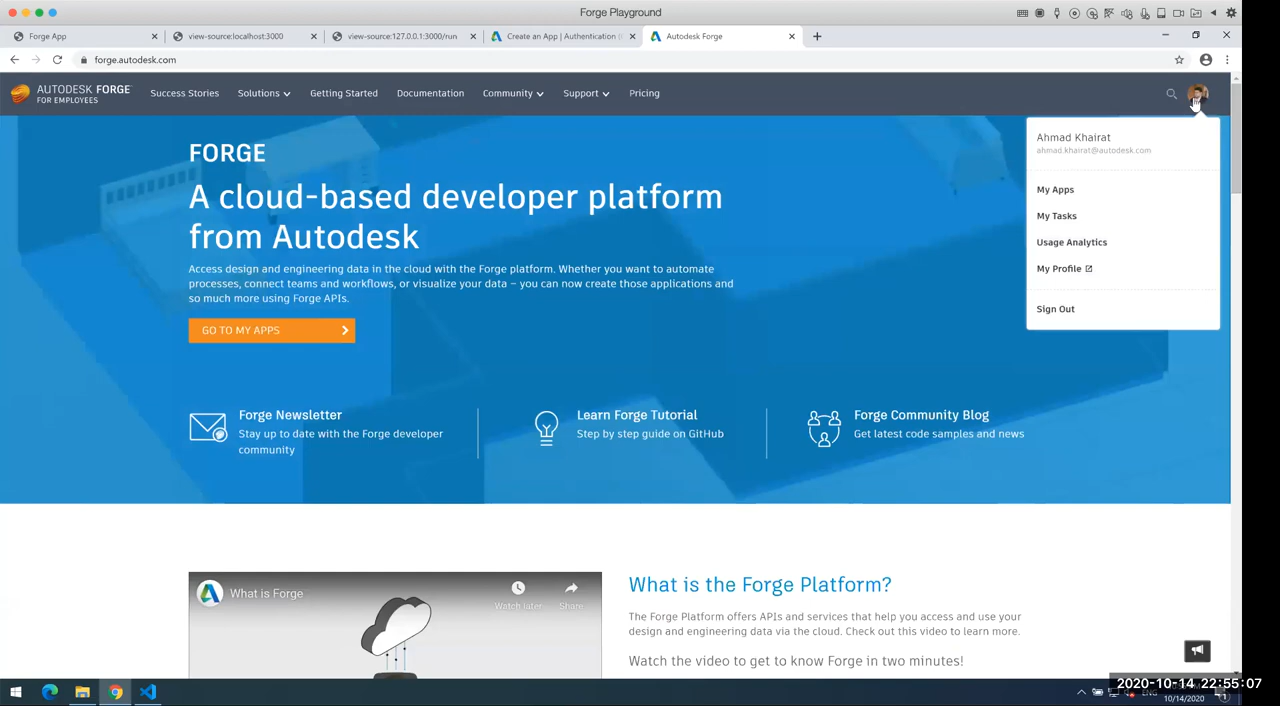 Forge Playground
Forge App
view-source:localhost:3000
view-source:127.0.0.1:3000/run
Create an App | Authentication (
Autodesk Forge
forge.autodesk.com
AUTODESK FORGE
FOR EMPLOYEES
Success Stories
Solutions
Getting Started
Documentation
Community
Support
Pricing
Ahmad Khairat
ahmad.khairat@autodesk.com
My Apps
My Tasks
Usage Analytics
My Profile
Sign Out
FORGE
A cloud-based developer platform
from Autodesk
Access design and engineering data in the cloud with the Forge platform. Whether you want to automate
processes, connect teams and workflows, or visualize your data – you can now create those applications and
so much more using Forge APIs.
GO TO MY APPS
Forge Newsletter
Stay up to date with the Forge developer
community
Learn Forge Tutorial
Step by step guide on GitHub
Forge Community Blog
Get latest code samples and news
What is Forge
Watch later
Share
What is the Forge Platform?
The Forge Platform offers APIs and services that help you access and use your
design and engineering data via the cloud. Check out this video to learn more.
Watch the video to get to know Forge in two minutes!
2020-10-14 22:55:07
ENG
10/14/2020